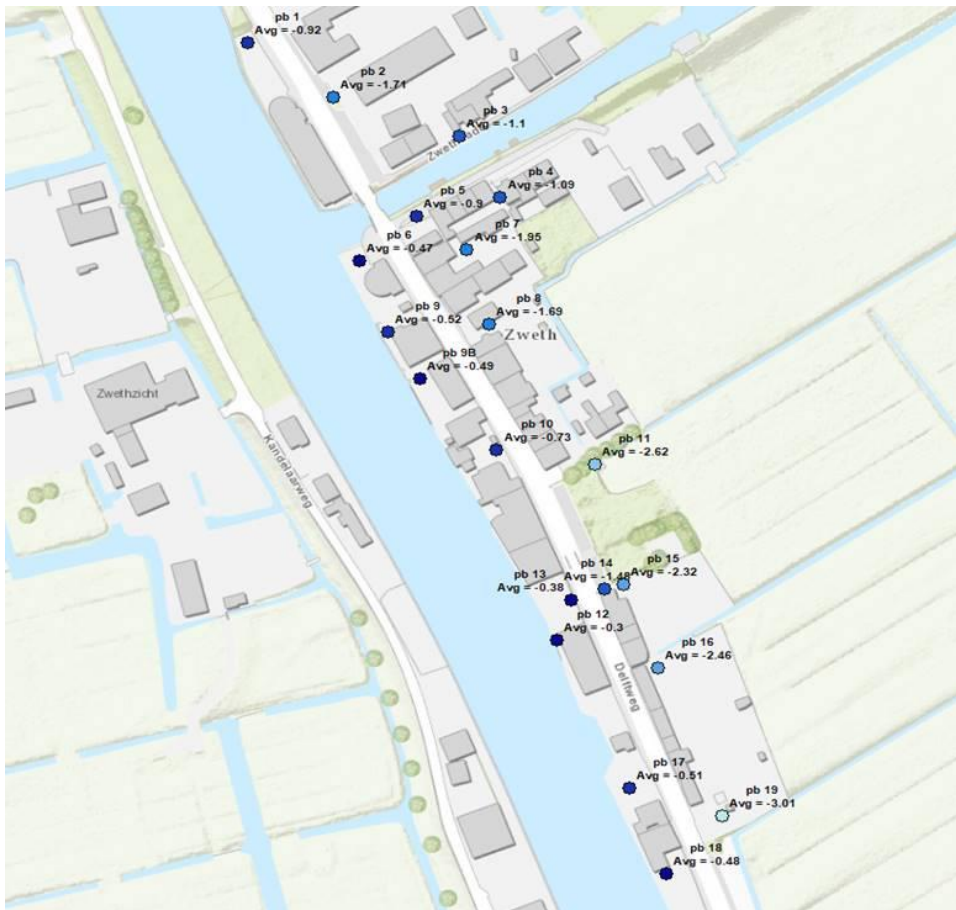 pb 1
Avg = -0.92
pb 2
Avg = -1.71
pb 3
Avg = -1.1
pb 4
Avg = -1.09
pb 5
Avg = -0.9
pb 7
Avg = -1.95
pb 6
Avg = -0.47
pb 8
Avg = -1.69
Zweth
pb 9
Avg = -0.52
pb 9B
Avg = -0.49
Zwethzicht
Kandelaarweg
pb 10
Avg = -0.73
pb 11
Avg = -2.62
pb 13
Avg = -0.38
pb 14
Avg = -1.48
pb 15
Avg = -2.32
pb 12
Avg = -0.3
pb 16
Avg = -2.46
Delftweg
pb 17
Avg = -0.51
pb 19
Avg = -3.01
pb 18
Avg = -0.48